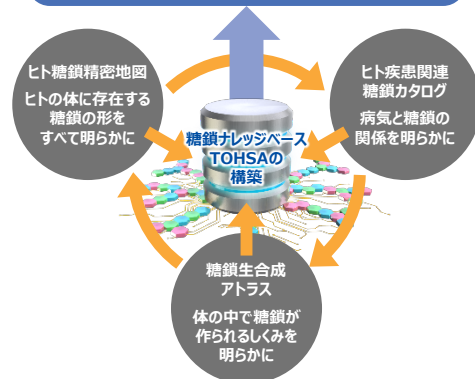 ヒト糖鎖精密地図
ヒトの体に存在する
糖鎖の形を
すべて明らかに
ヒト疾患関連
糖鎖カタログ
病気と糖鎖の
関係を明らかに
糖鎖ナレッジベース
TOHSAの
構築
糖鎖生合成
アトラス
体の中で糖鎖が
作られるしくみを
明らかに